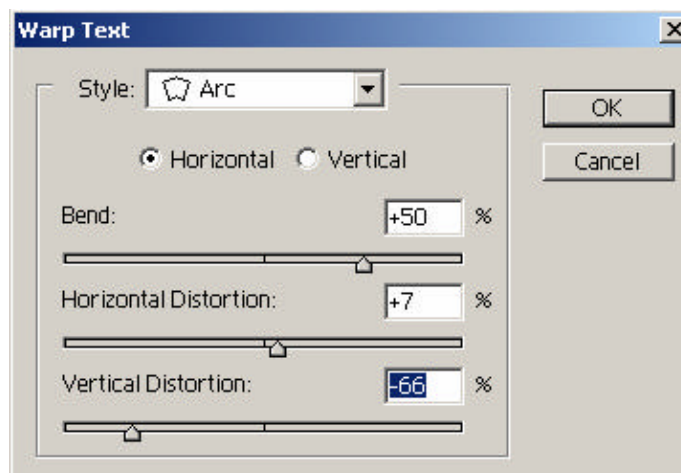 Warp Text
Style: Arc
OK
Horizontal Vertical
Cancel
Bend: +50 %
Horizontal Distortion: +7 %
Vertical Distortion: -66 %